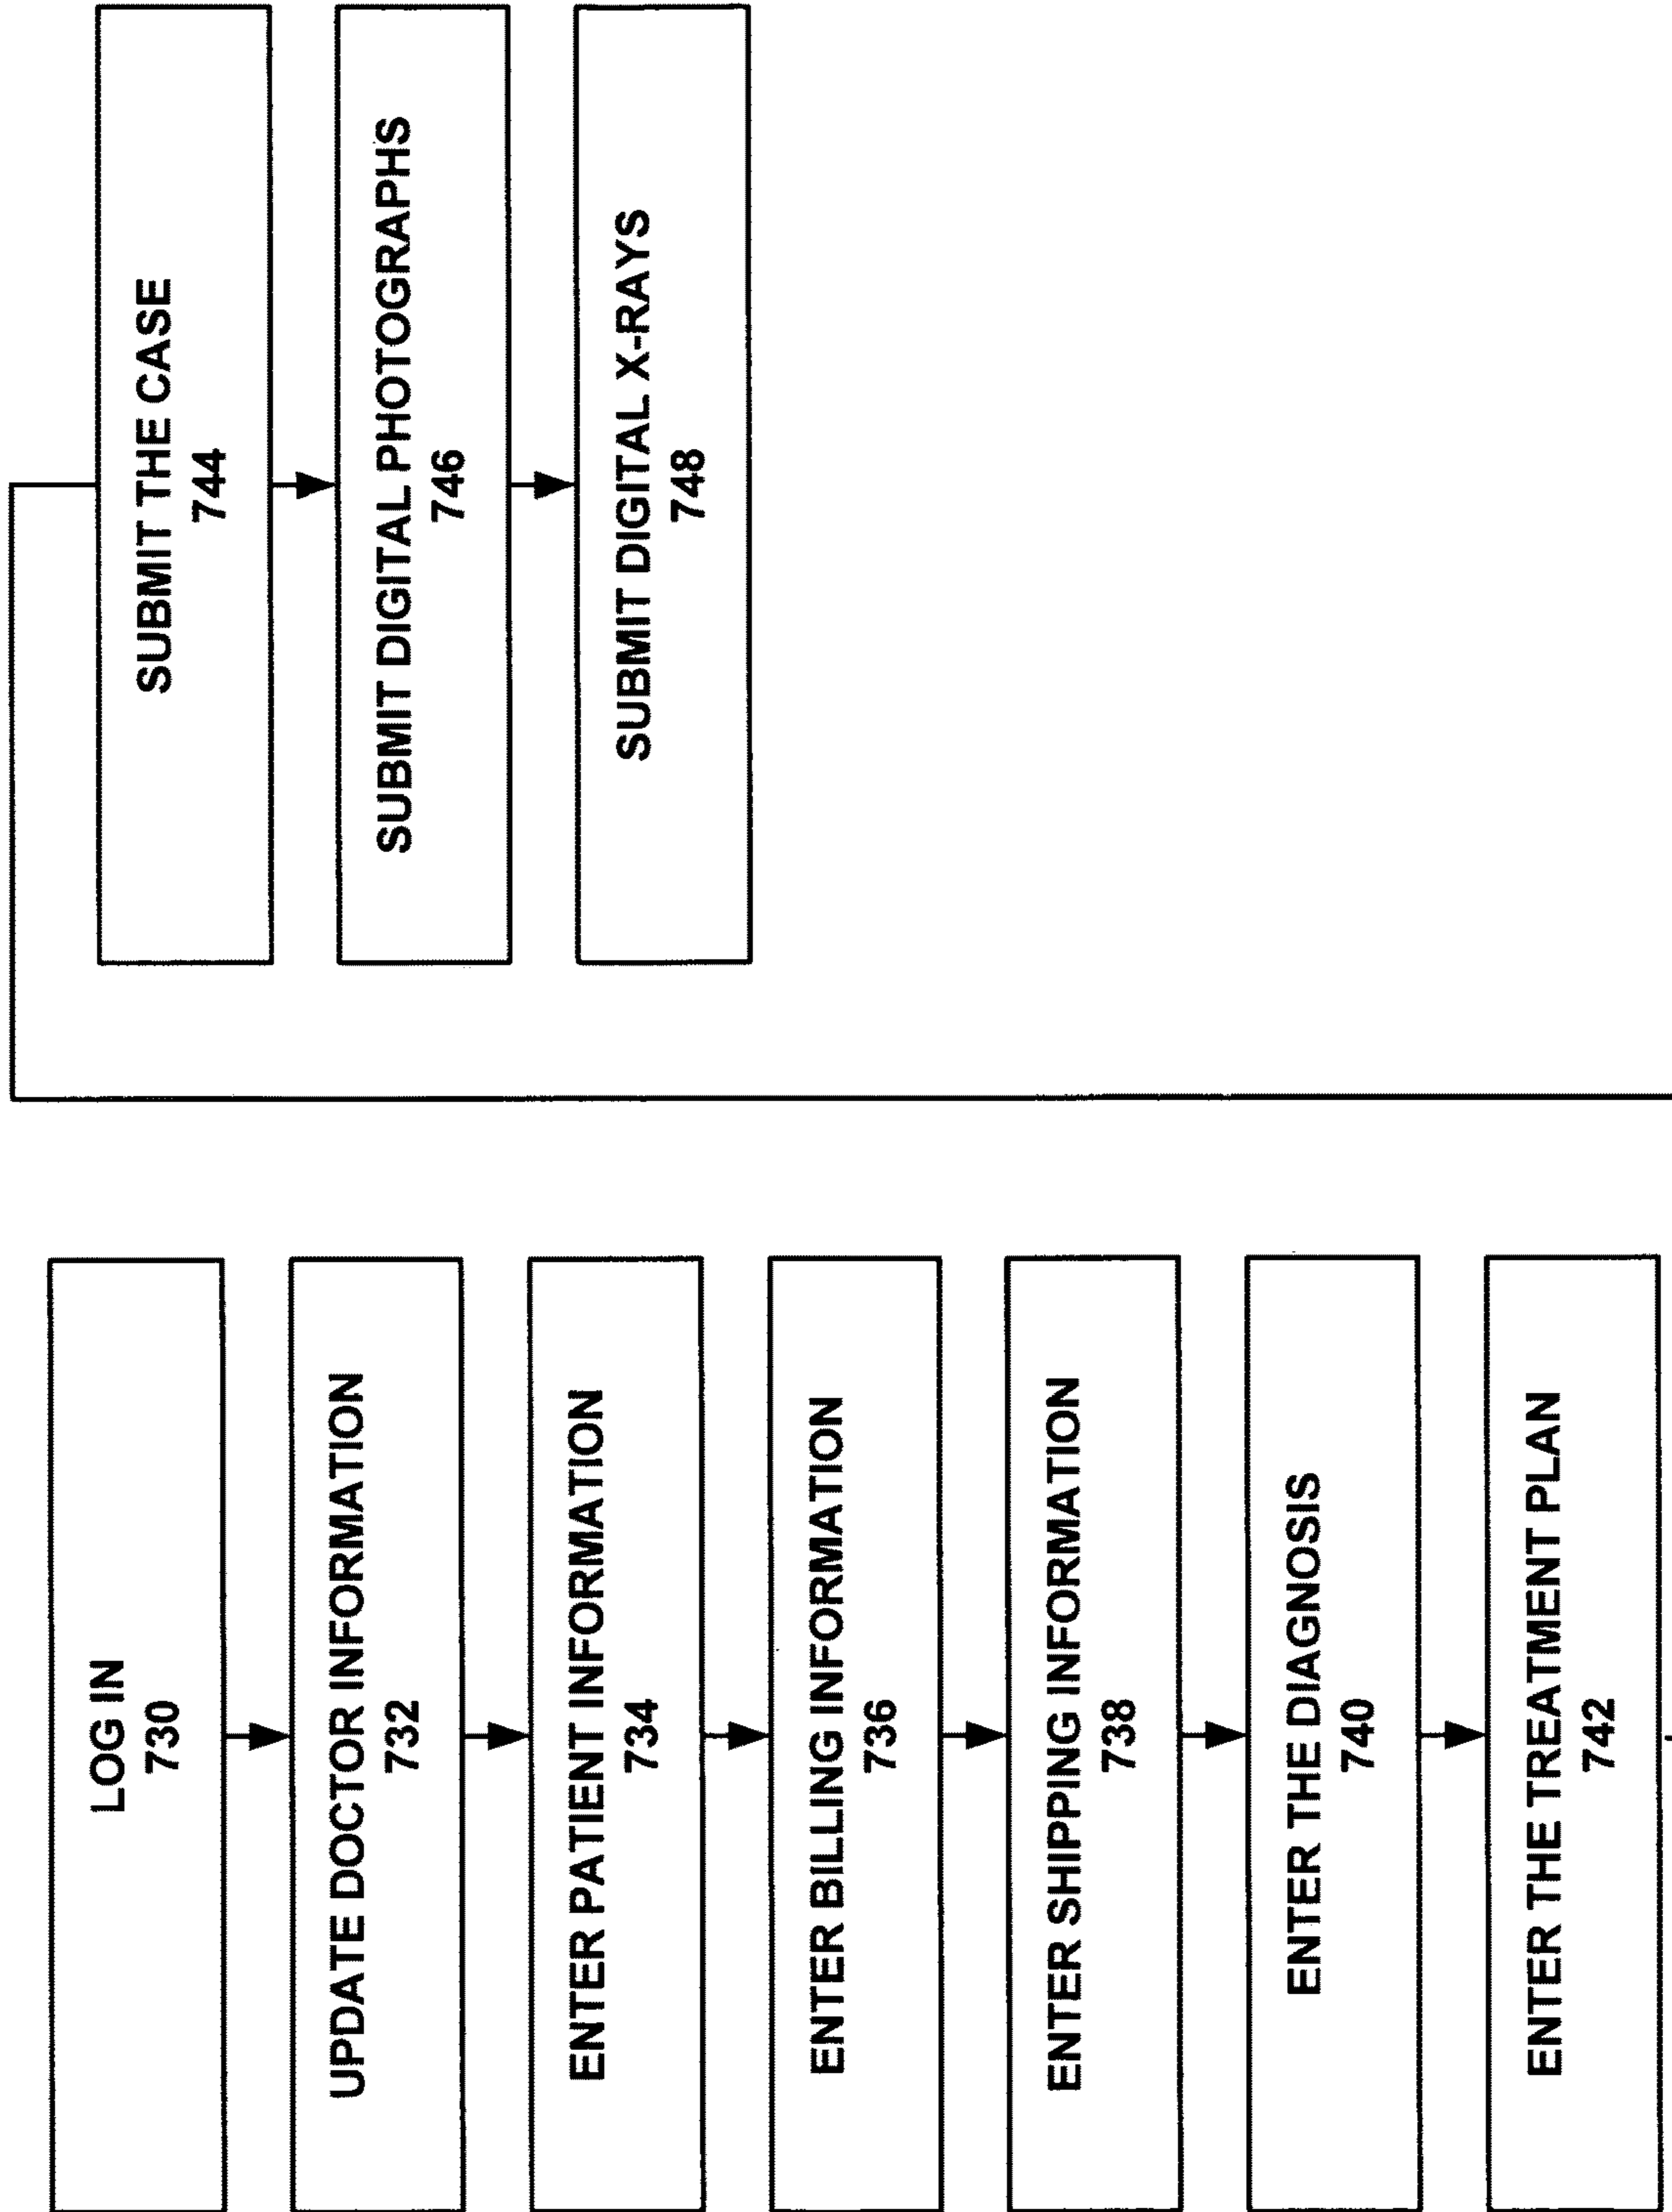 LOG IN
730
UPDATE DOCTOR INFORMATION
732
ENTER PATIENT INFORMATION
734
ENTER BILLING INFORMATION
736
ENTER SHIPPING INFORMATION
738
ENTER THE DIAGNOSIS
740
ENTER THE TREATMENT PLAN
742
SUBMIT THE CASE
744
SUBMIT DIGITAL PHOTOGRAPHS
746
SUBMIT DIGITAL X-RAYS
748